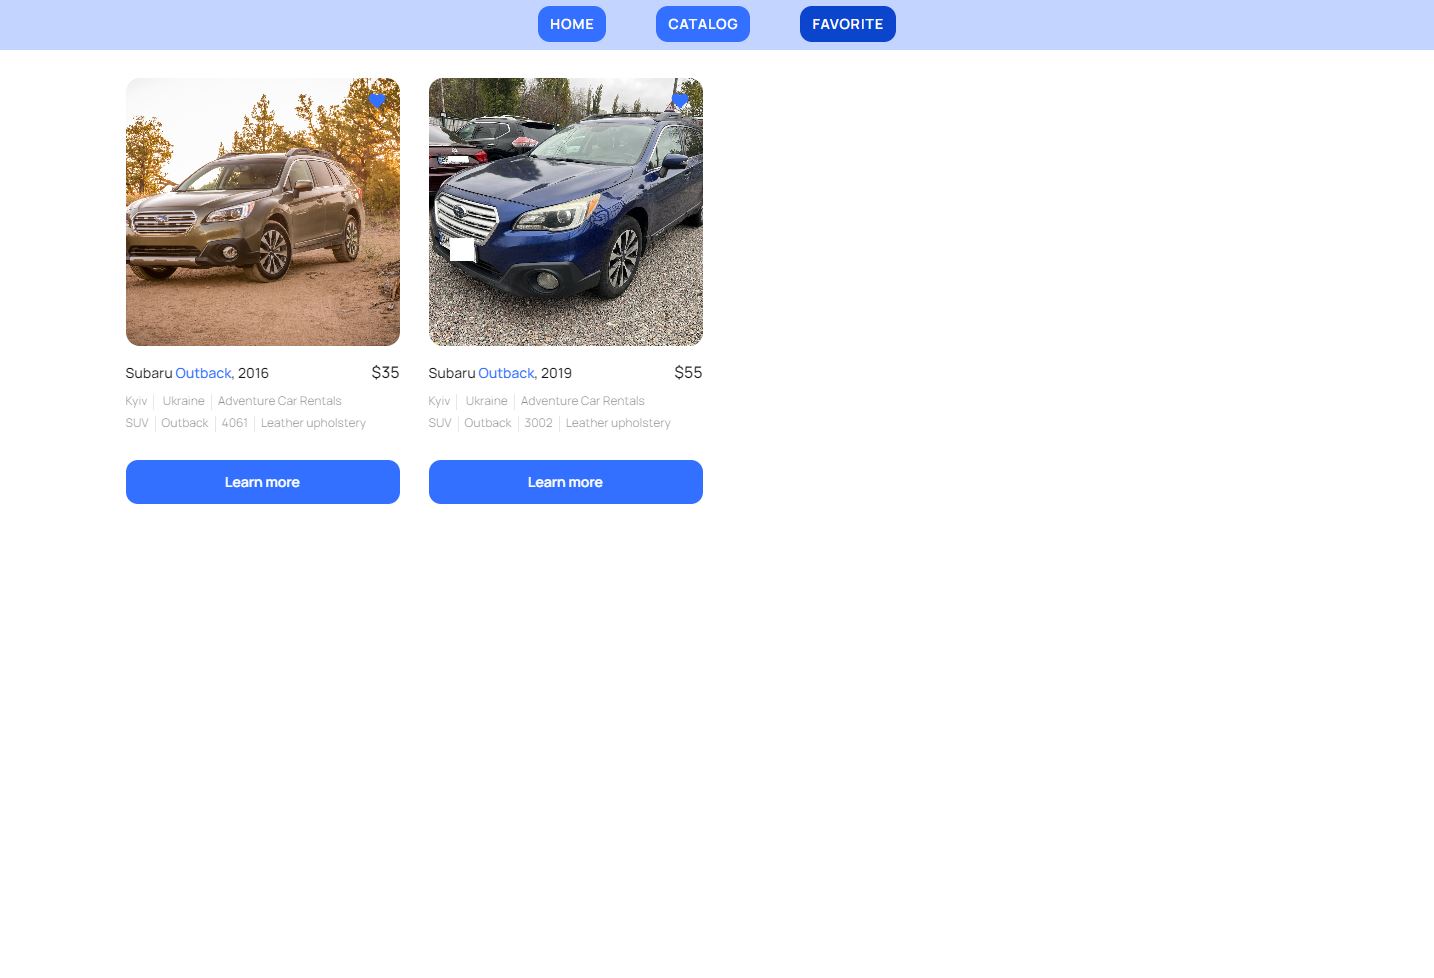 HOME CATALOG FAVORITE
Subaru Outback, 2016 $35
Kyiv Ukraine Adventure Car Rentals
SUV Outback 4061 Leather upholstery
Learn more
Subaru Outback, 2019 $55
Kyiv Ukraine Adventure Car Rentals
SUV Outback 3002 Leather upholstery
Learn more